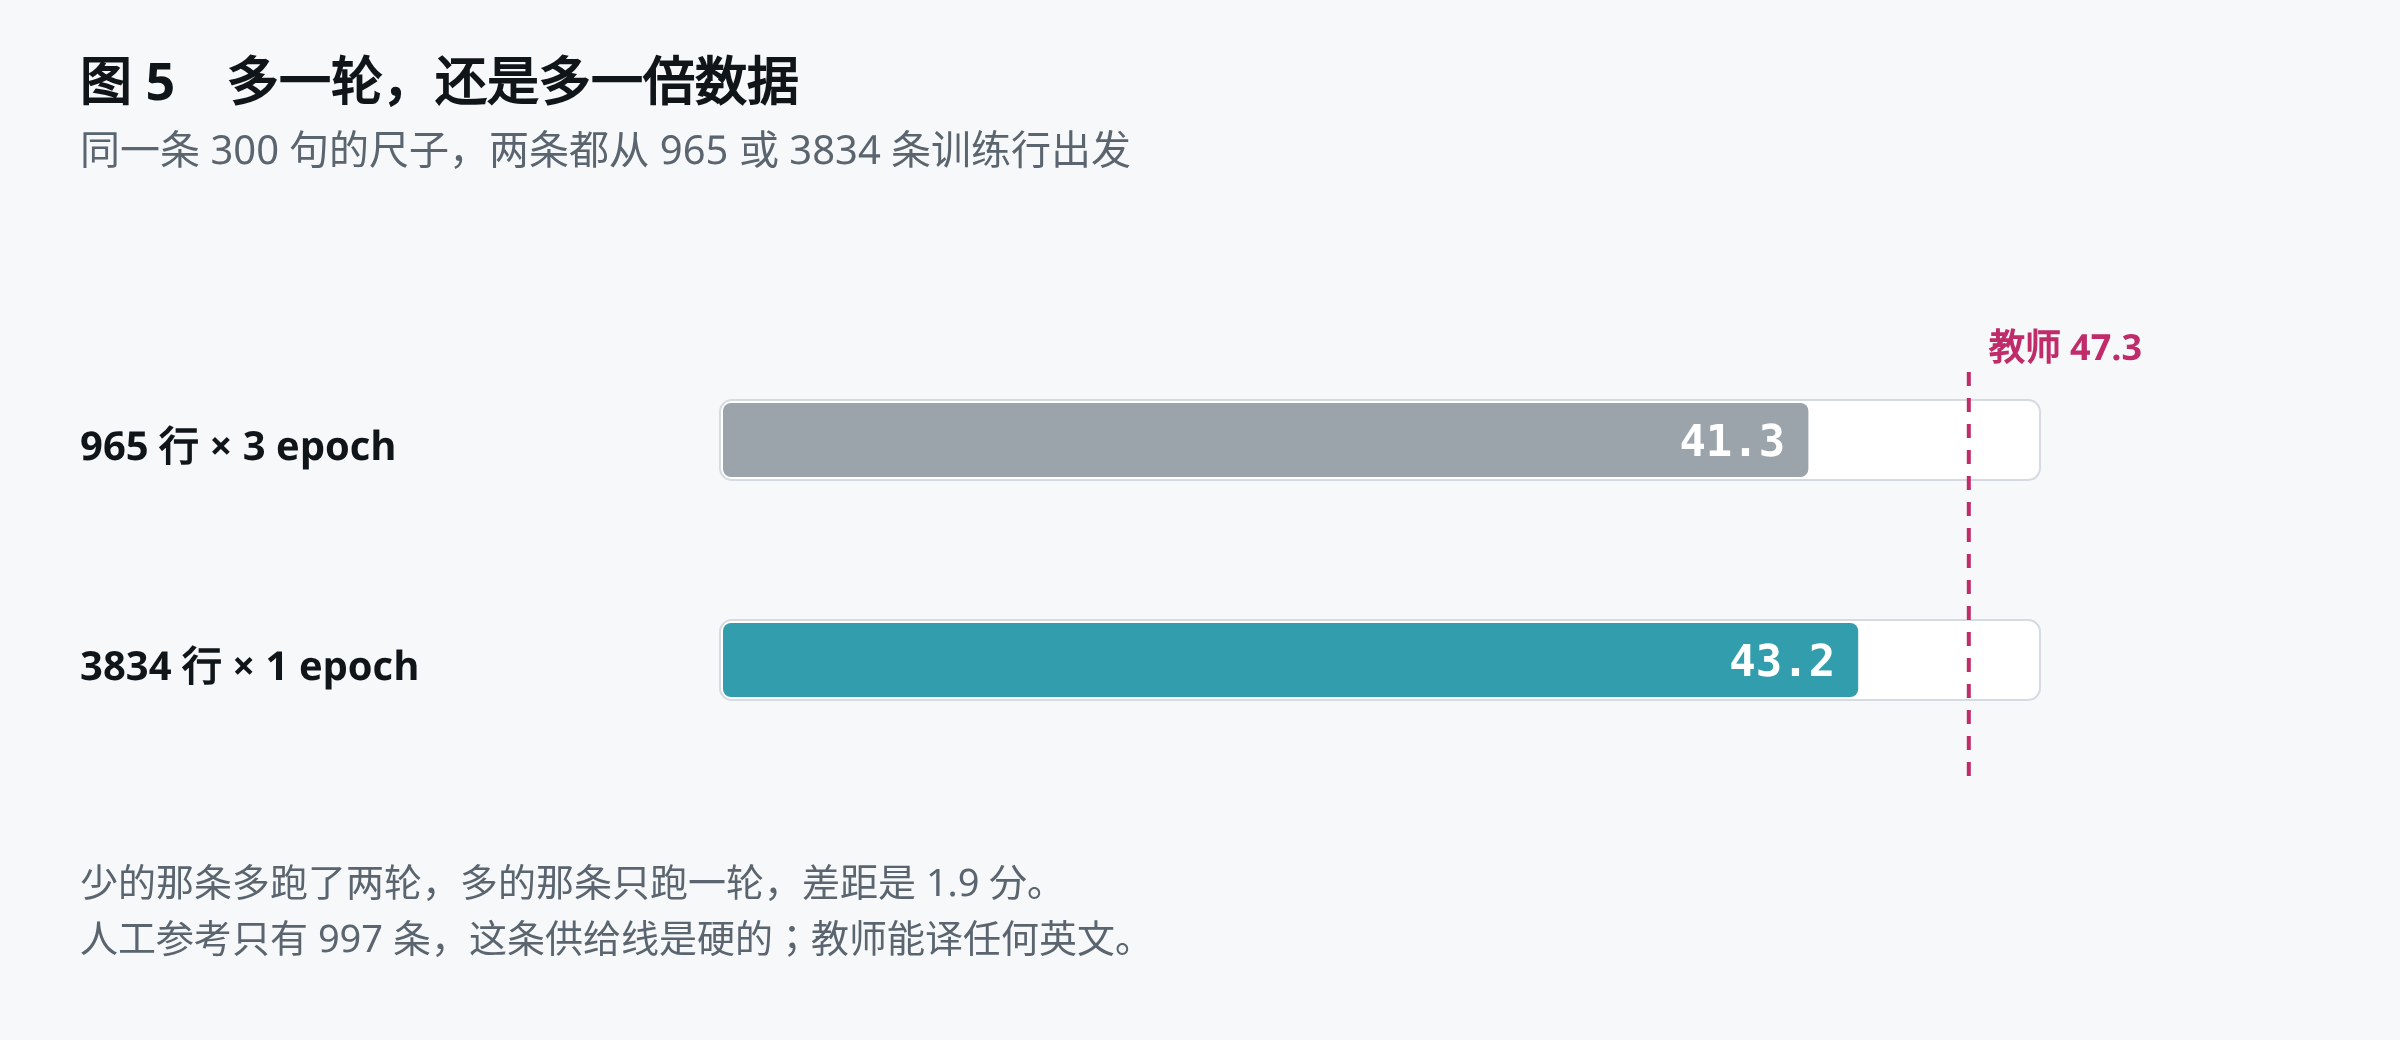 图 5　多一轮，还是多一倍数据
同一条 300 句的尺子，两条都从 965 或 3834 条训练行出发
教师 47.3
965 行 × 3 epoch
41.3
3834 行 × 1 epoch
43.2
少的那条多跑了两轮，多的那条只跑一轮，差距是 1.9 分。
人工参考只有 997 条，这条供给线是硬的；教师能译任何英文。